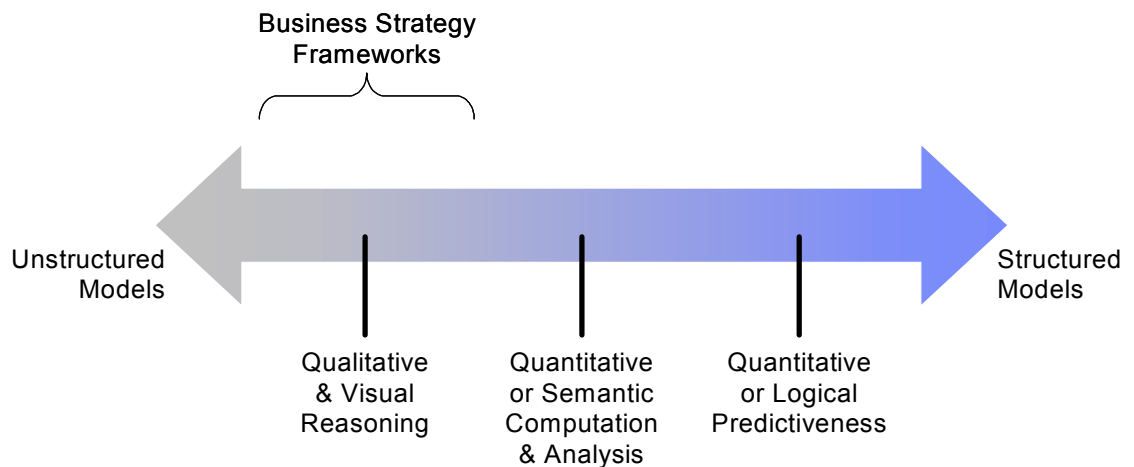 Business Strategy
Frameworks
Unstructured
Models
Structured
Models
Qualitative
& Visual
Reasoning
Quantitative
or Semantic
Computation
& Analysis
Quantitative
or Logical
Predictiveness